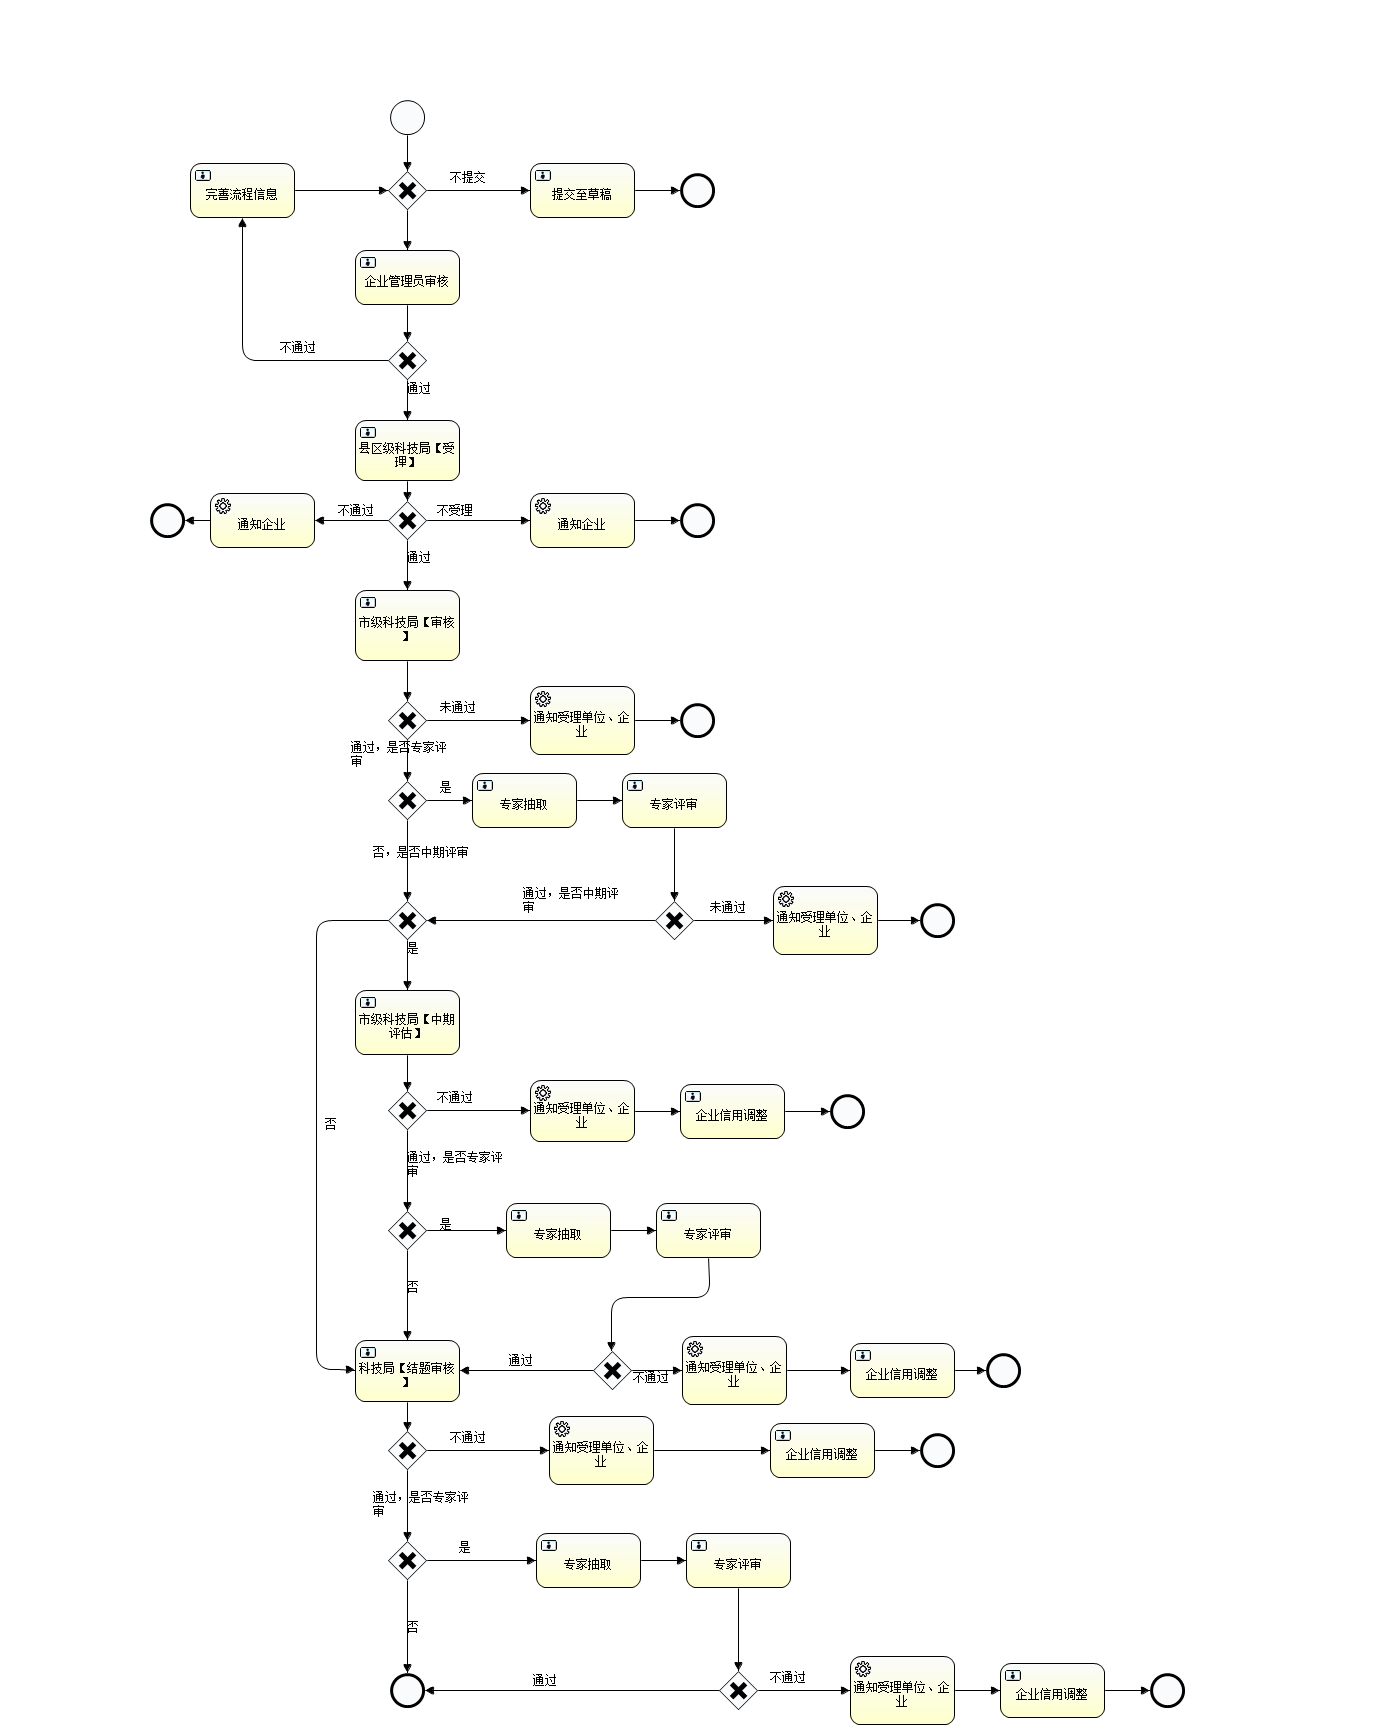 不提交
完善流程信息
提交至草稿
企业管理员审核
不通过
通过
县区级科技局【受
理】
不通过
不受理
通知企业
通知企业
通过
市级科技局【审核
】
未通过
通知受理单位、企
业
通过，是否专家评
审
是
专家抽取
专家评审
否，是否中期评审
通过，是否中期评
审
未通过
通知受理单位、企
业
是
市级科技局【中期
评估】
不通过
通知受理单位、企
业
企业信用调整
否
通过，是否专家评
审
是
专家抽取
专家评审
否
科技局【结题审核
】
通过
不通过
通知受理单位、企
业
企业信用调整
不通过
通知受理单位、企
业
企业信用调整
通过，是否专家评
审
是
专家抽取
专家评审
否
通过
不通过
通知受理单位、企
业
企业信用调整